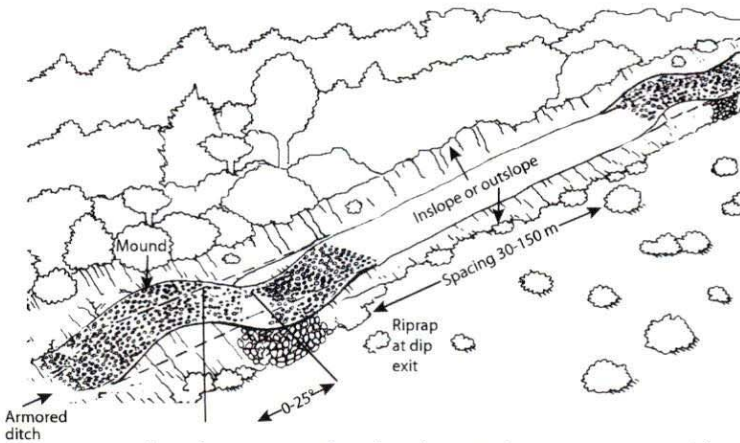 Inslope or outslope
Mound
Spacing 30-150 m
Riprap
at dip
exit
0-25°
Armored
ditch